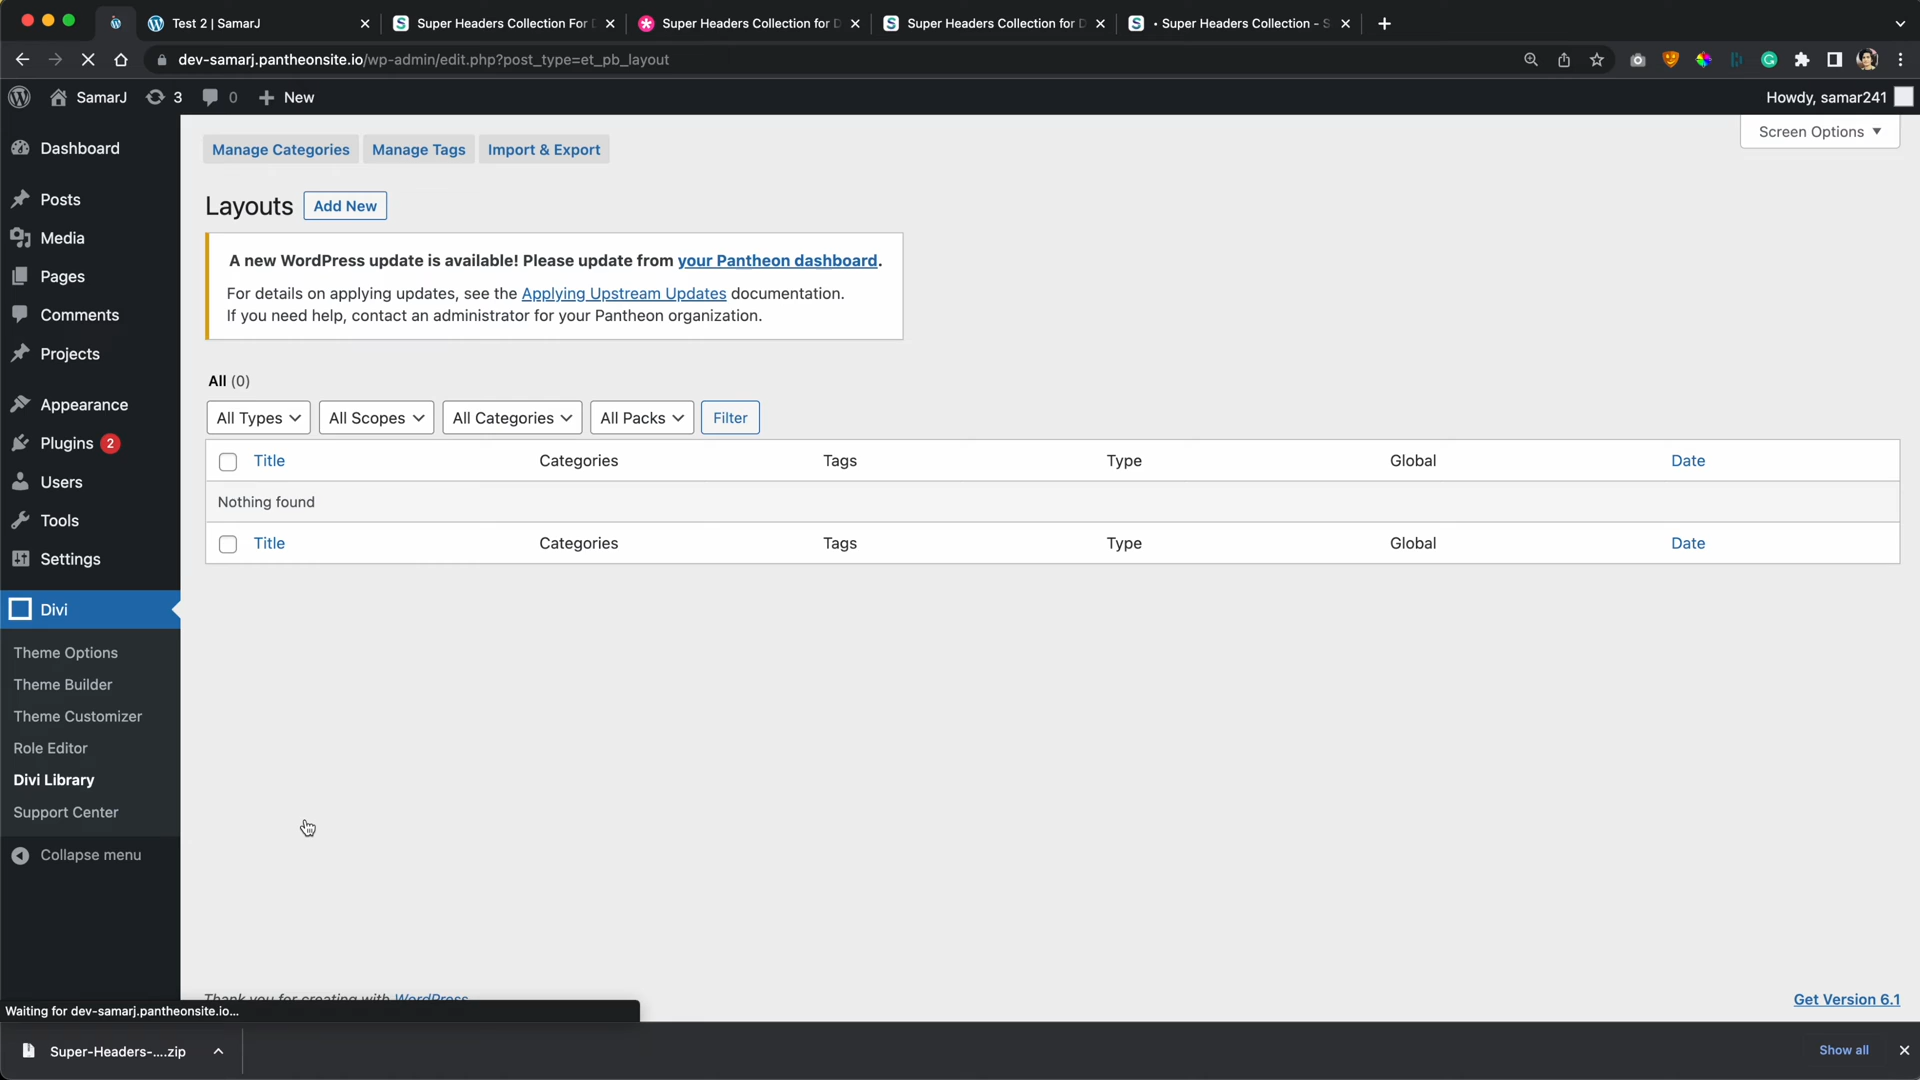 Test 2 | SamarJ
Super Headers Collection For D
Super Headers Collection for D
Super Headers Collection for D
• Super Headers Collection - S
dev-samarj.pantheonsite.io/wp-admin/edit.php?post_type=et_pb_layout
SamarJ
3
0
New
Howdy, samar241
Screen Options
Manage Categories
Manage Tags
Import & Export
Layouts
Add New
A new WordPress update is available! Please update from your Pantheon dashboard.
For details on applying updates, see the Applying Upstream Updates documentation.
If you need help, contact an administrator for your Pantheon organization.
All (0)
All Types
All Scopes
All Categories
All Packs
Filter
Title Categories Tags Type Global Date
Nothing found
Title Categories Tags Type Global Date
Dashboard
Posts
Media
Pages
Comments
Projects
Appearance
Plugins 2
Users
Tools
Settings
Divi
Theme Options
Theme Builder
Theme Customizer
Role Editor
Divi Library
Support Center
Collapse menu
Thank you for creating with WordPress
Get Version 6.1
Waiting for dev-samarj.pantheonsite.io...
Super-Headers-....zip
Show all